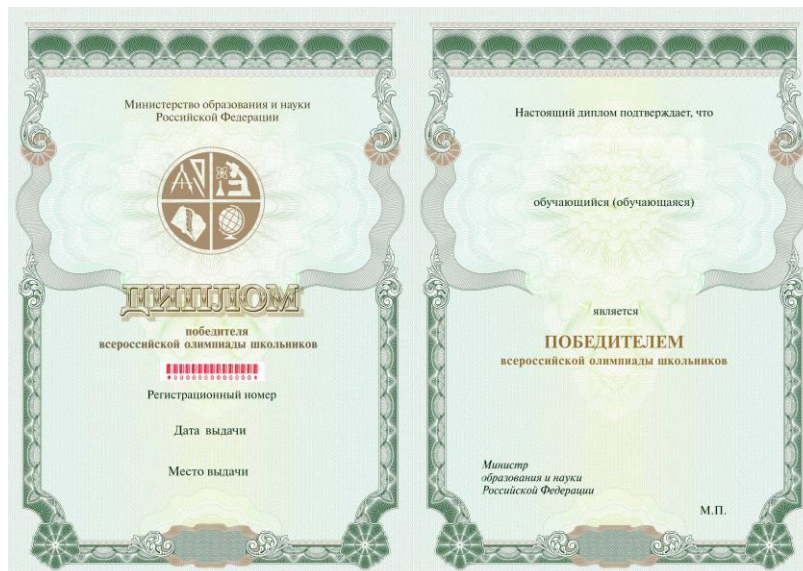 Министерство образования и науки
Российской Федерации
ДИПЛОМ
победителя
всероссийской олимпиады школьников
*0000000000000*
Регистрационный номер
Дата выдачи
Место выдачи
Настоящий диплом подтверждает, что
обучающийся (обучающаяся)
является
ПОБЕДИТЕЛЕМ
всероссийской олимпиады школьников
Министр
образования и науки
Российской Федерации
М.П.